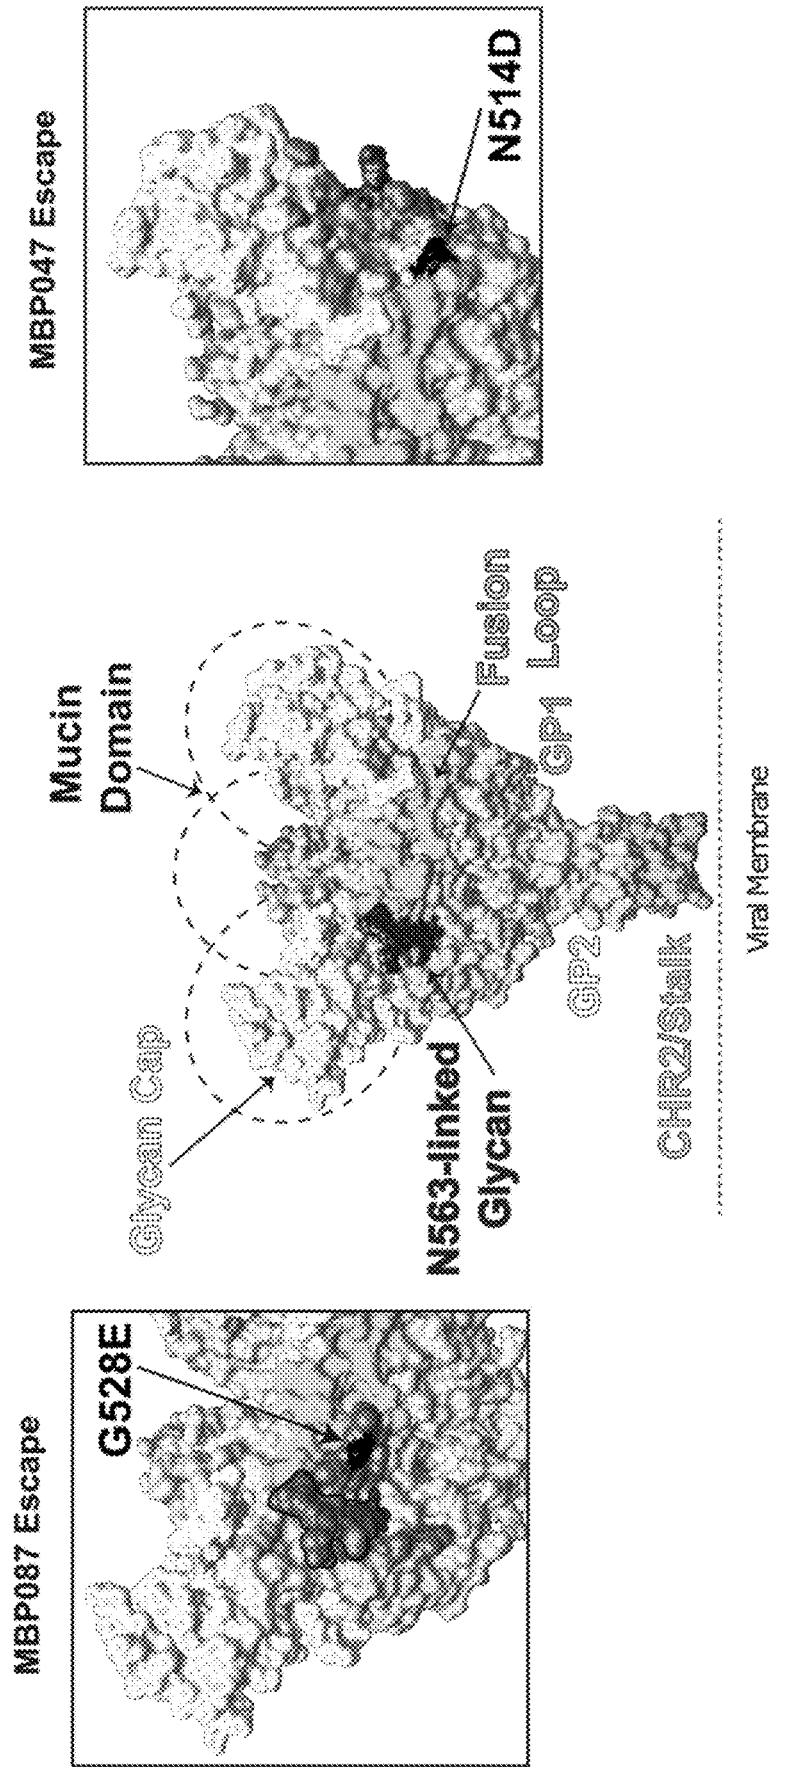 MBP087 Escape
G528E
Glycan Cap
Mucin
Domain
N563-linked
Glycan
Fusion
Loop
GP1
GP2
CHR2/Stalk
Viral Membrane
MBP047 Escape
N514D